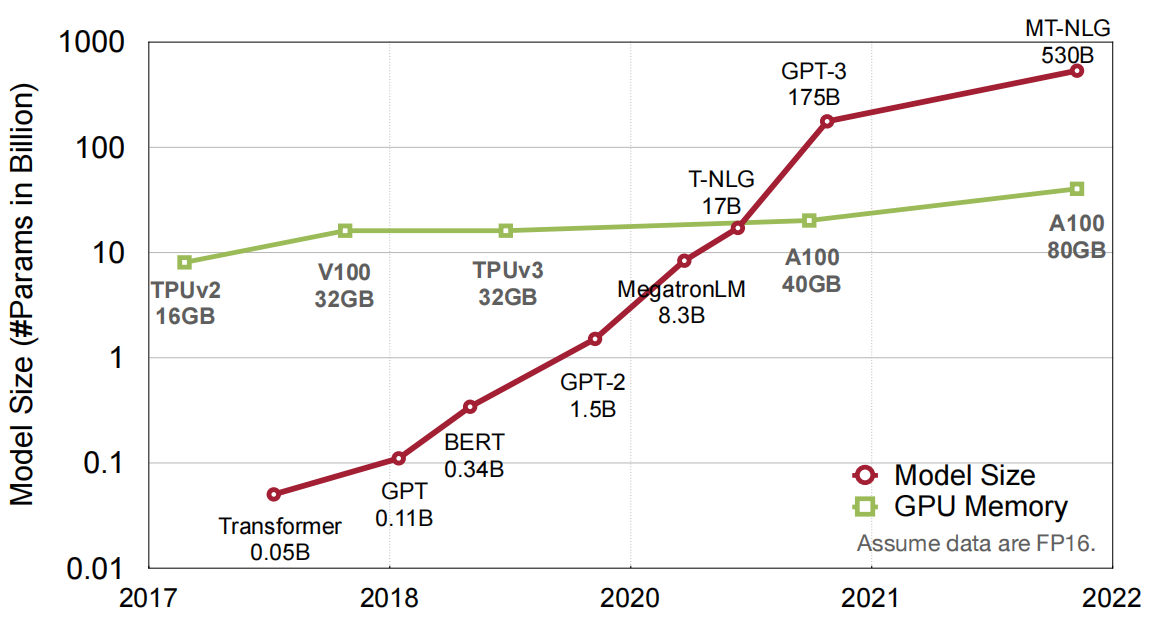 Model Size (#Params in Billion)
1000
100
10
1
0.1
0.01
2017
2018
2020
2021
2022
TPUv2
16GB
V100
32GB
TPUv3
32GB
A100
40GB
A100
80GB
Transformer
0.05B
GPT
0.11B
BERT
0.34B
GPT-2
1.5B
MegatronLM
8.3B
T-NLG
17B
GPT-3
175B
MT-NLG
530B
Model Size
GPU Memory
Assume data are FP16.